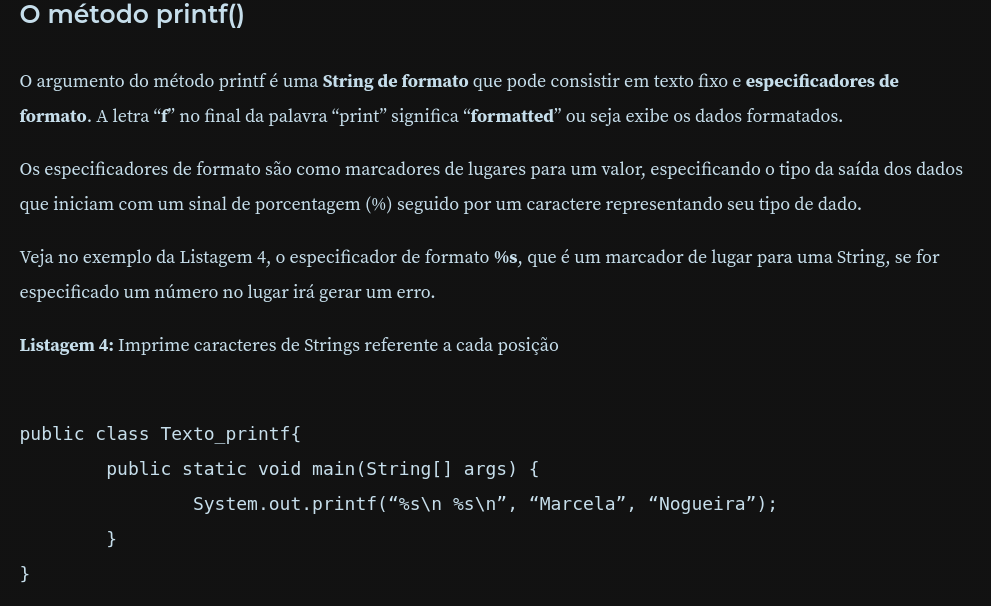 O método printf()
O argumento do método printf é uma String de formato que pode consistir em texto fixo e especificadores de
formato. A letra “f” no final da palavra “print” significa “formatted” ou seja exibe os dados formatados.
Os especificadores de formato são como marcadores de lugares para um valor, especificando o tipo da saída dos dados
que iniciam com um sinal de porcentagem (%) seguido por um caractere representando seu tipo de dado.
Veja no exemplo da Listagem 4, o especificador de formato %s, que é um marcador de lugar para uma String, se for
especificado um número no lugar irá gerar um erro.
Listagem 4: Imprime caracteres de Strings referente a cada posição
public class Texto_printf{
        public static void main(String[] args) {
                System.out.printf(“%s\n %s\n”, “Marcela”, “Nogueira”);
        }
}